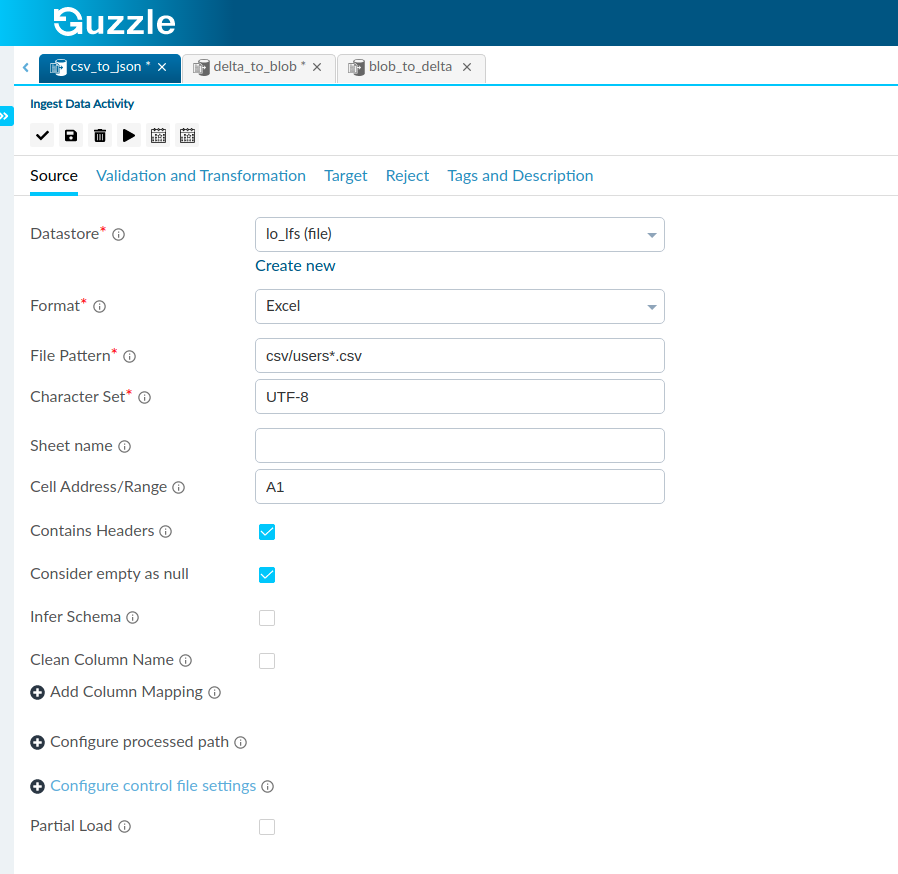 Guzzle
csv_to_json * delta_to_blob * blob_to_delta
Ingest Data Activity
Source Validation and Transformation Target Reject Tags and Description
Datastore* lo_lfs (file)
Create new
Format* Excel
File Pattern* csv/users*.csv
Character Set* UTF-8
Sheet name
Cell Address/Range A1
Contains Headers
Consider empty as null
Infer Schema
Clean Column Name
Add Column Mapping
Configure processed path
Configure control file settings
Partial Load